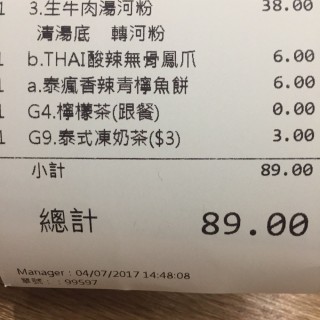 1 3.生牛肉湯河粉 38.00
清湯底 轉河粉
1 b.THAI酸辣無骨鳳爪 6.00
1 a.泰瘋香辣青檸魚餅 6.00
1 G4.檸檬茶(跟餐) 0.00
1 G9.泰式凍奶茶($3) 3.00
小計 89.00
總計 89.00
Manager : 04/07/2017 14:48:08
單號: : 99597